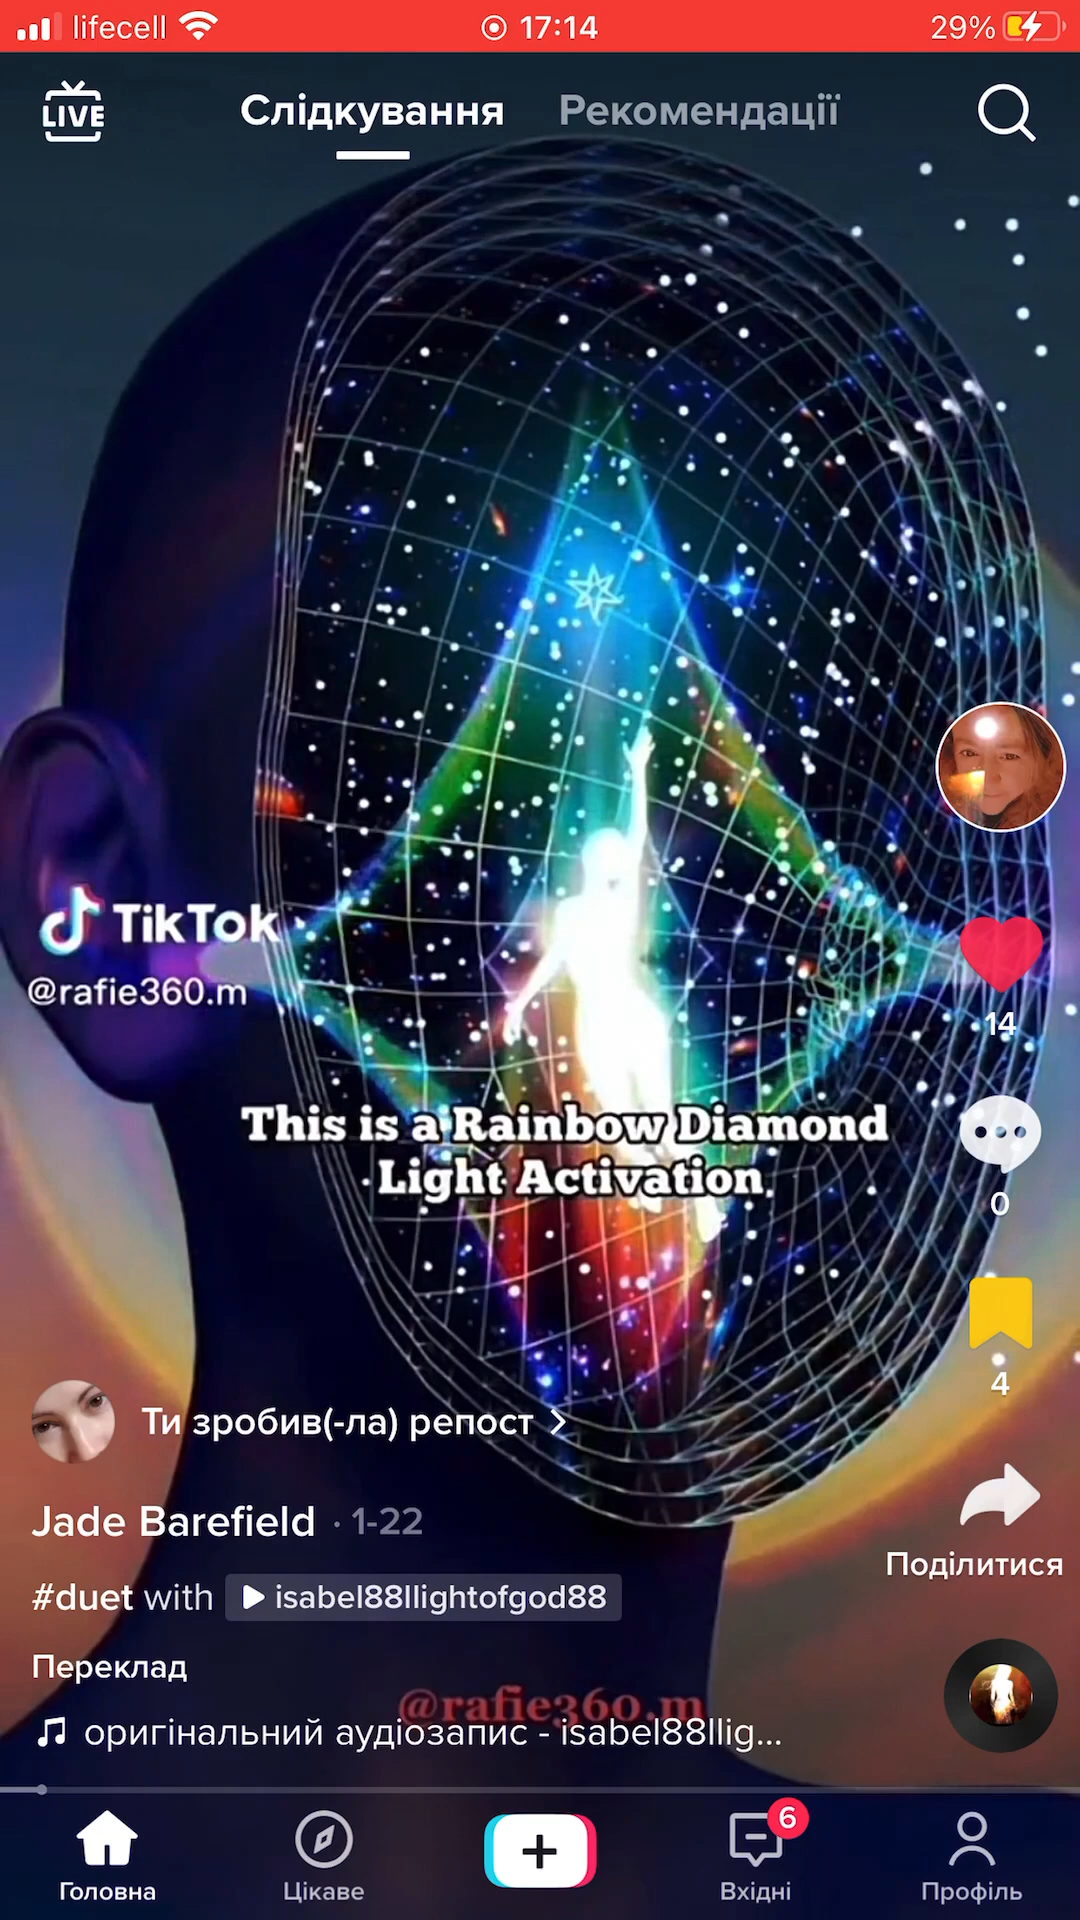 lifecell 17:14 29%
LIVE Слідкування Рекомендації
TikTok
@rafie360.m
14
This is a Rainbow Diamond
Light Activation
0
4
Ти зробив(-ла) репост >
Jade Barefield · 1-22
Поділитися
#duet with isabel88llightofgod88
Переклад
@rafie360.m
оригінальний аудіозапис - isabel88llig...
6
Головна Цікаве Вхідні Профіль